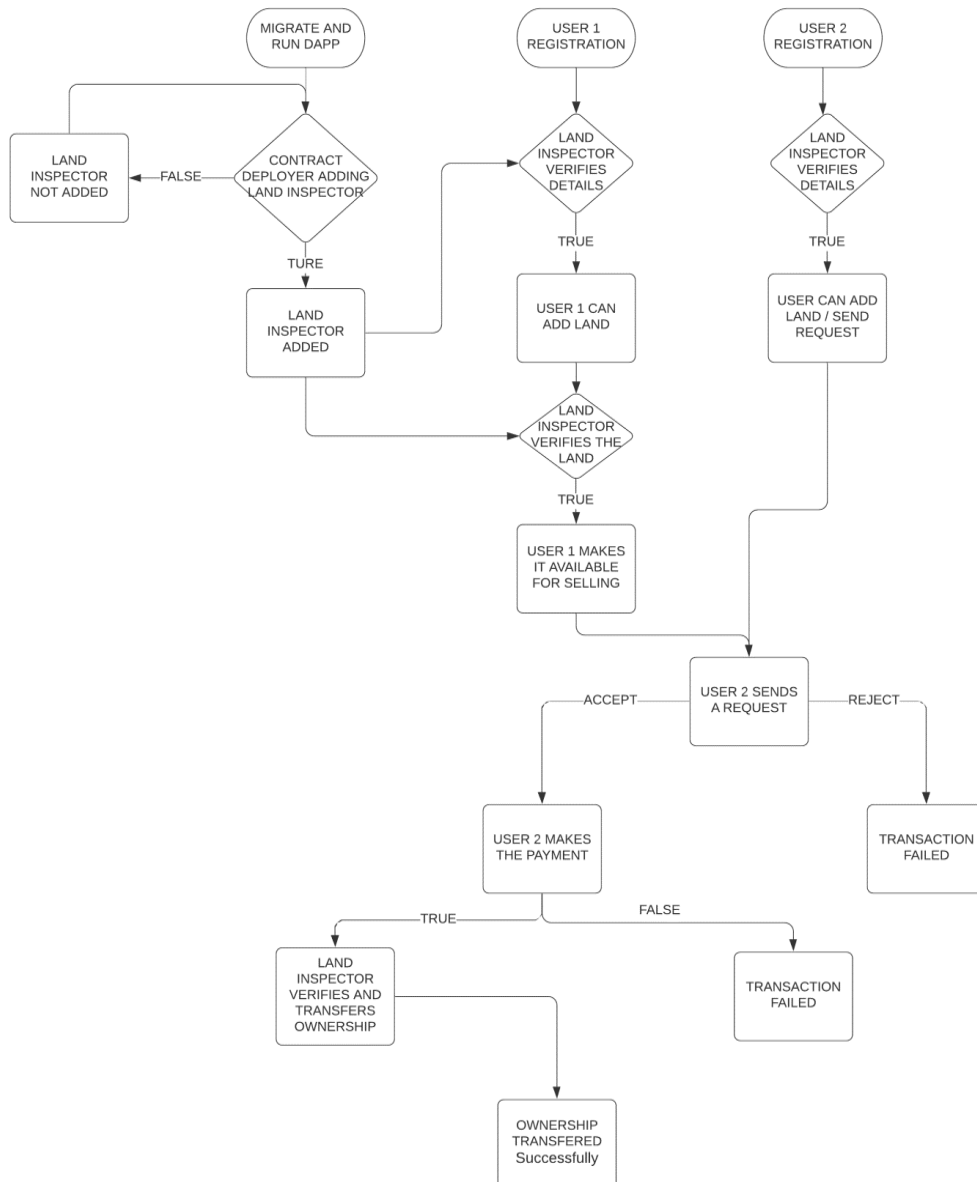 MIGRATE AND
RUN DAPP
USER 1
REGISTRATION
USER 2
REGISTRATION
LAND
INSPECTOR
NOT ADDED
FALSE
CONTRACT
DEPLOYER ADDING
LAND INSPECTOR
LAND
INSPECTOR
VERIFIES
DETAILS
LAND
INSPECTOR
VERIFIES
DETAILS
TURE
TRUE
TRUE
LAND
INSPECTOR
ADDED
USER 1 CAN
ADD LAND
USER CAN ADD
LAND / SEND
REQUEST
LAND
INSPECTOR
VERIFIES THE
LAND
TRUE
USER 1 MAKES
IT AVAILABLE
FOR SELLING
ACCEPT
USER 2 SENDS
A REQUEST
REJECT
USER 2 MAKES
THE PAYMENT
TRANSACTION
FAILED
TRUE
FALSE
LAND
INSPECTOR
VERIFIES AND
TRANSFERS
OWNERSHIP
TRANSACTION
FAILED
OWNERSHIP
TRANSFERED
Successfully